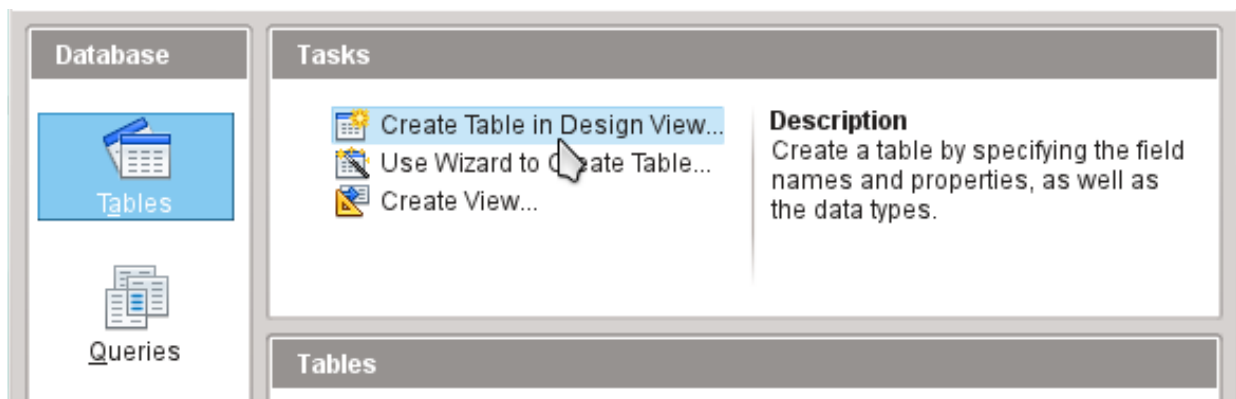 Database
Tables
Queries
Tasks
Create Table in Design View...
Use Wizard to Create Table...
Create View...
Description
Create a table by specifying the field
names and properties, as well as
the data types.
Tables